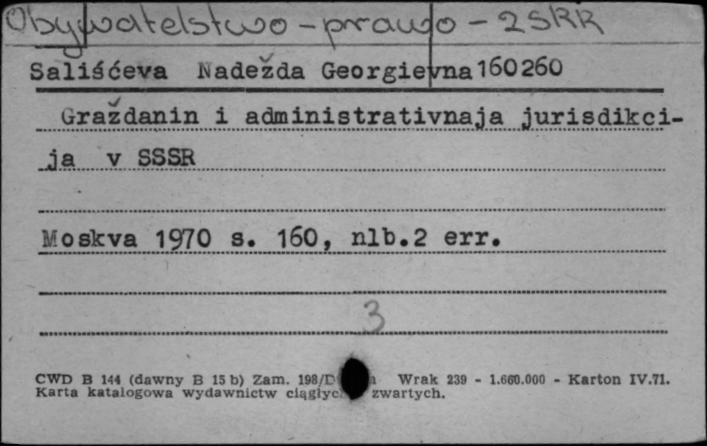 Obywatelstwo - prawo - ZSRR
Sališčeva Nadežda Georgievna 160260
Graždanin i administrativnaja jurisdikci-
ja v SSSR
Moskva 1970 s. 160, nlb.2 err.
3
CWD B 144 (dawny B 15 b) Zam. 198/D Wrak 239 - 1.660.000 - Karton IV.71.
Karta katalogowa wydawnictw ciągłych zwartych.